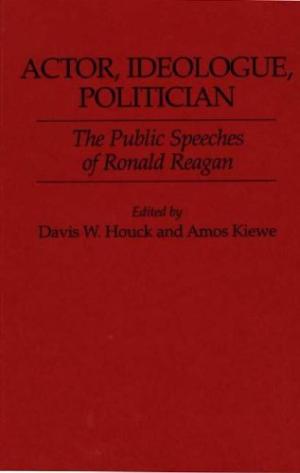 ACTOR, IDEOLOGUE,
POLITICIAN
The Public Speeches
of Ronald Reagan
Edited by
Davis W. Houck and Amos Kiewe